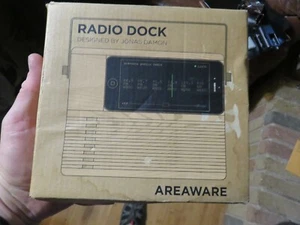 RADIO DOCK
DESIGNED BY JONAS DAMON
AREAWARE